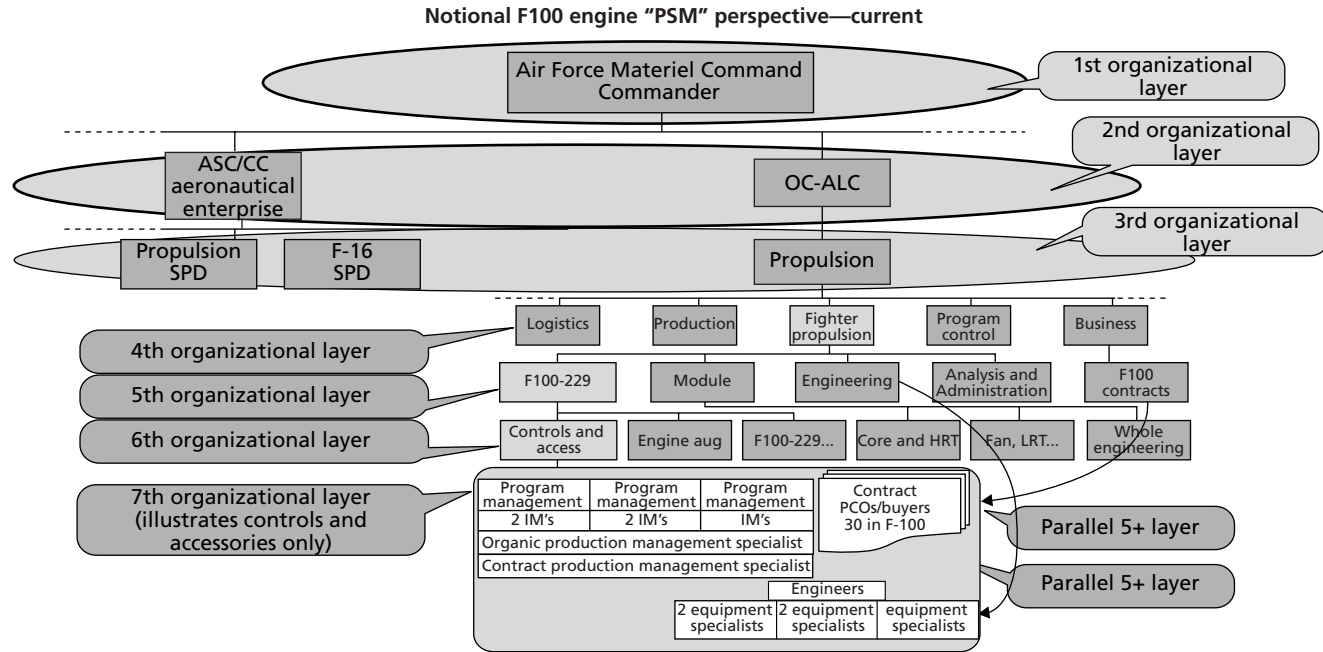 Notional F100 engine “PSM” perspective—current
Air Force Materiel Command
Commander
1st organizational
layer
2nd organizational
layer
ASC/CC
aeronautical
enterprise
OC-ALC
3rd organizational
layer
Propulsion
SPD
F-16
SPD
Propulsion
Logistics
Production
Fighter
propulsion
Program
control
Business
4th organizational layer
F100-229
Module
Engineering
Analysis and
Administration
F100
contracts
5th organizational layer
Controls and
access
Engine aug
F100-229...
Core and HRT
Fan, LRT...
Whole
engineering
6th organizational layer
7th organizational layer
(illustrates controls and
accessories only)
Program
management
Program
management
Program
management
2 IM’s
2 IM’s
IM’s
Organic production management specialist
Contract production management specialist
Contract
PCOs/buyers
30 in F-100
Parallel 5+ layer
Parallel 5+ layer
Engineers
2 equipment
specialists
2 equipment
specialists
equipment
specialists